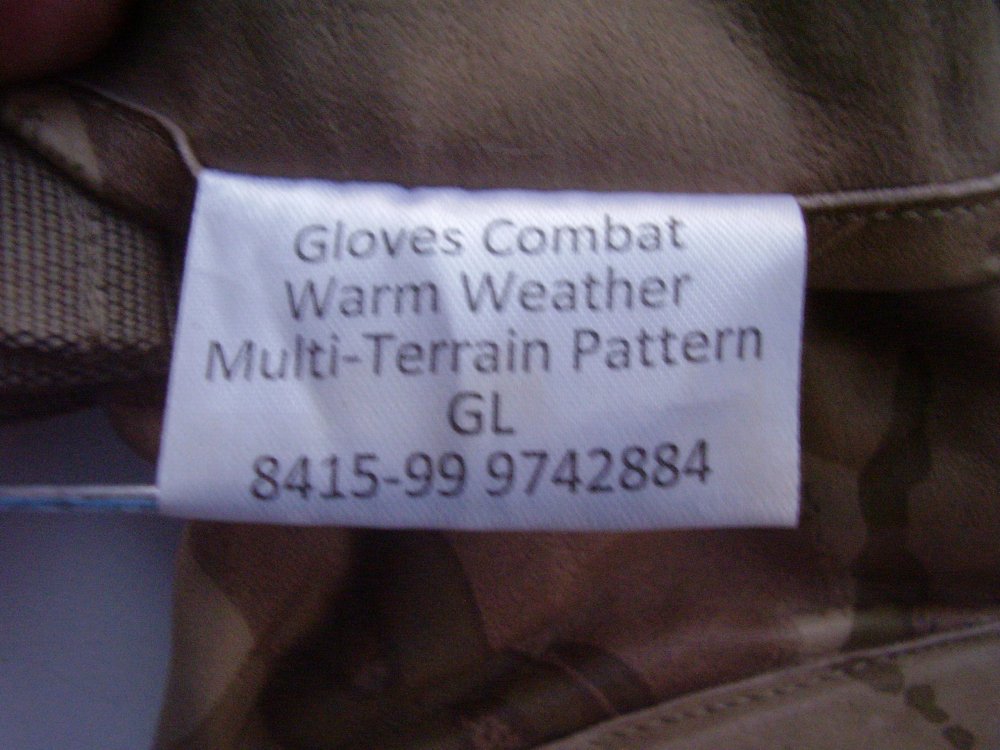 Gloves Combat
Warm Weather
Multi-Terrain Pattern
GL
8415-99 9742884